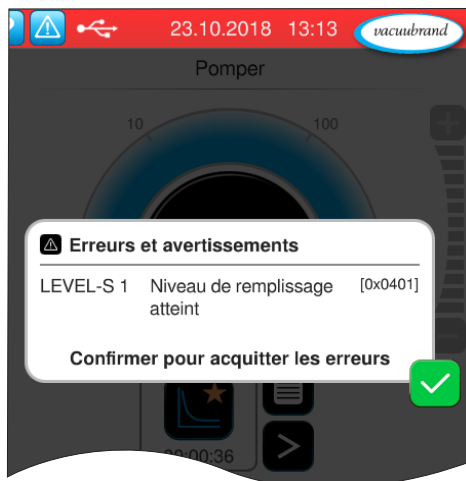 23.10.2018 13:13 vacuubrand
Pomper
10 100
Erreurs et avertissements
LEVEL-S 1 Niveau de remplissage [0x0401]
atteint
Confirmer pour acquitter les erreurs
00:00:36